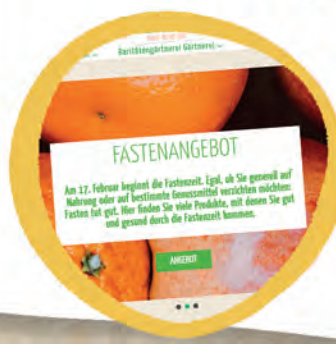 Raritätengärtnerei Gärtnerei
FASTENANGEBOT
Am 17. Februar beginnt die Fastenzeit. Egal, ob Sie generell auf
Nahrung oder auf bestimmte Genussmittel verzichten möchten:
Fasten tut gut. Hier finden Sie viele Produkte, mit denen Sie gut
und gesund durch die Fastenzeit kommen.
ANGEBOT